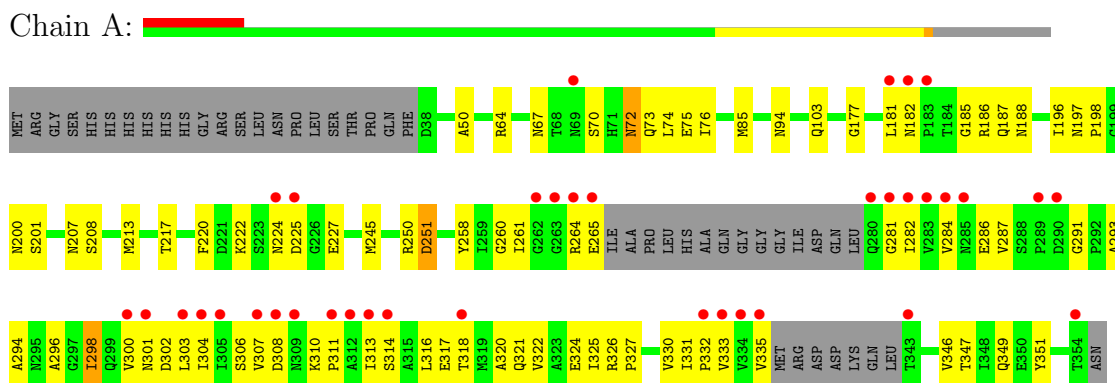 Chain A:
MET ARG GLY SER HIS HIS HIS HIS HIS HIS GLY ARG SER LEU ASN PRO LEU SER THR PRO GLN PHE D38 A50 R64 N67 T68 N69 S70 H71 N72 Q73 L74 E75 I76 M85 N94 Q103 G177 L181 N182 P183 T184 G185 R186 Q187 N188 I196 N197 P198 G199
N200 S201 N207 S208 M213 T217 F220 D221 K222 S223 N224 D225 G226 E227 M245 R250 D251 Y258 I259 G260 I261 G262 G263 R264 E265 ILE ALA PRO LEU HIS ALA GLN GLY GLY GLY ILE ASP GLN LEU Q280 G281 I282 V283 V284 N285 E286 V287 S288 P289 D290 G291 P292 A293
A294 N295 A296 G297 I298 Q299 V300 N301 D302 L303 I304 I305 S306 V307 D308 N309 K310 P311 A312 I313 S314 A315 L316 E317 T318 M319 A320 Q321 V322 A323 E324 I325 R326 P327 V330 I331 P332 V333 V334 V335 MET ARG ASP ASP LYS GLN LEU T343 V346 T347 I348 Q349 E350 Y351 T354 ASN